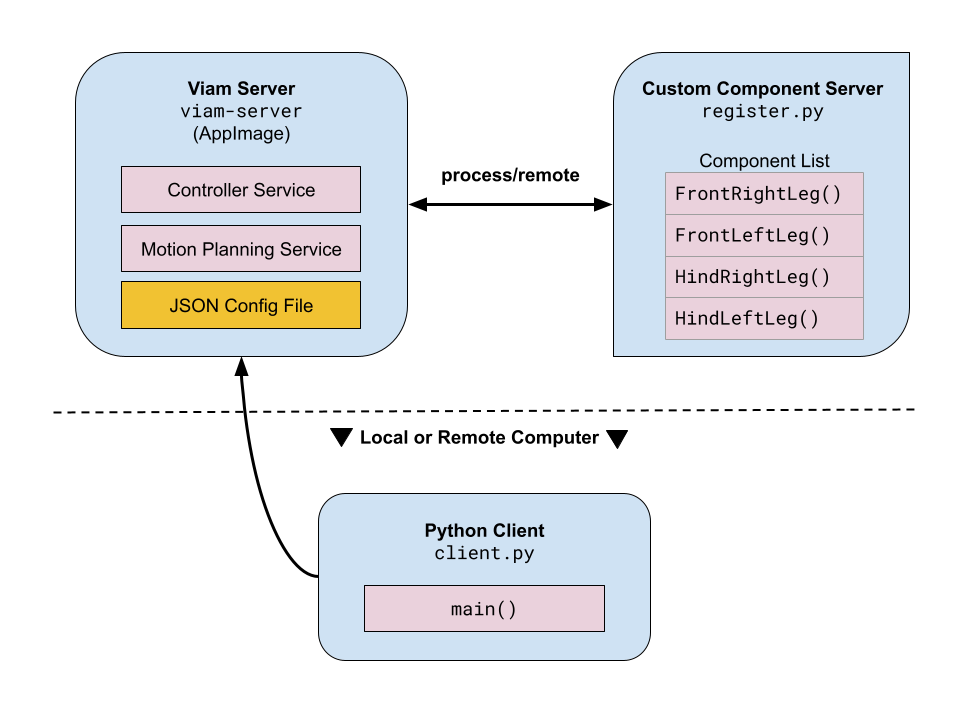 Viam Server
viam-server
(AppImage)
Controller Service
Motion Planning Service
JSON Config File
process/remote
Custom Component Server
register.py
Component List
FrontRightLeg()
FrontLeftLeg()
HindRightLeg()
HindLeftLeg()
Local or Remote Computer
Python Client
client.py
main()